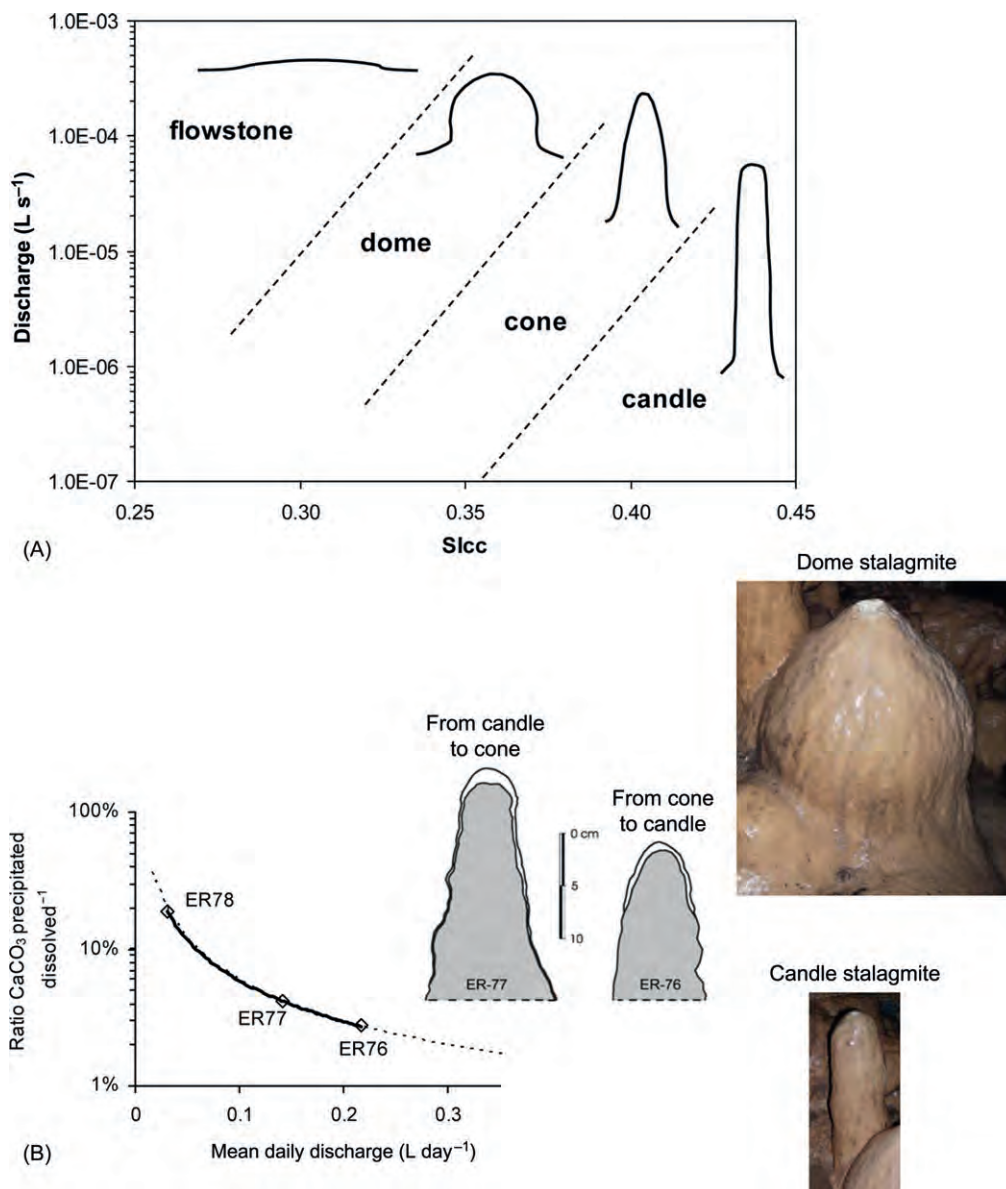 1.0E-03
1.0E-04
1.0E-05
1.0E-06
1.0E-07
Discharge (L s⁻¹)
flowstone
dome
cone
candle
0.25
0.30
0.35
0.40
0.45
SIcc
(A)
Dome stalagmite
From candle
to cone
From cone
to candle
0 cm
5
10
ER-77
ER-76
Candle stalagmite
100%
10%
1%
Ratio CaCO₃ precipitated
dissolved⁻¹
ER78
ER77
ER76
0
0.1
0.2
0.3
Mean daily discharge (L day⁻¹)
(B)